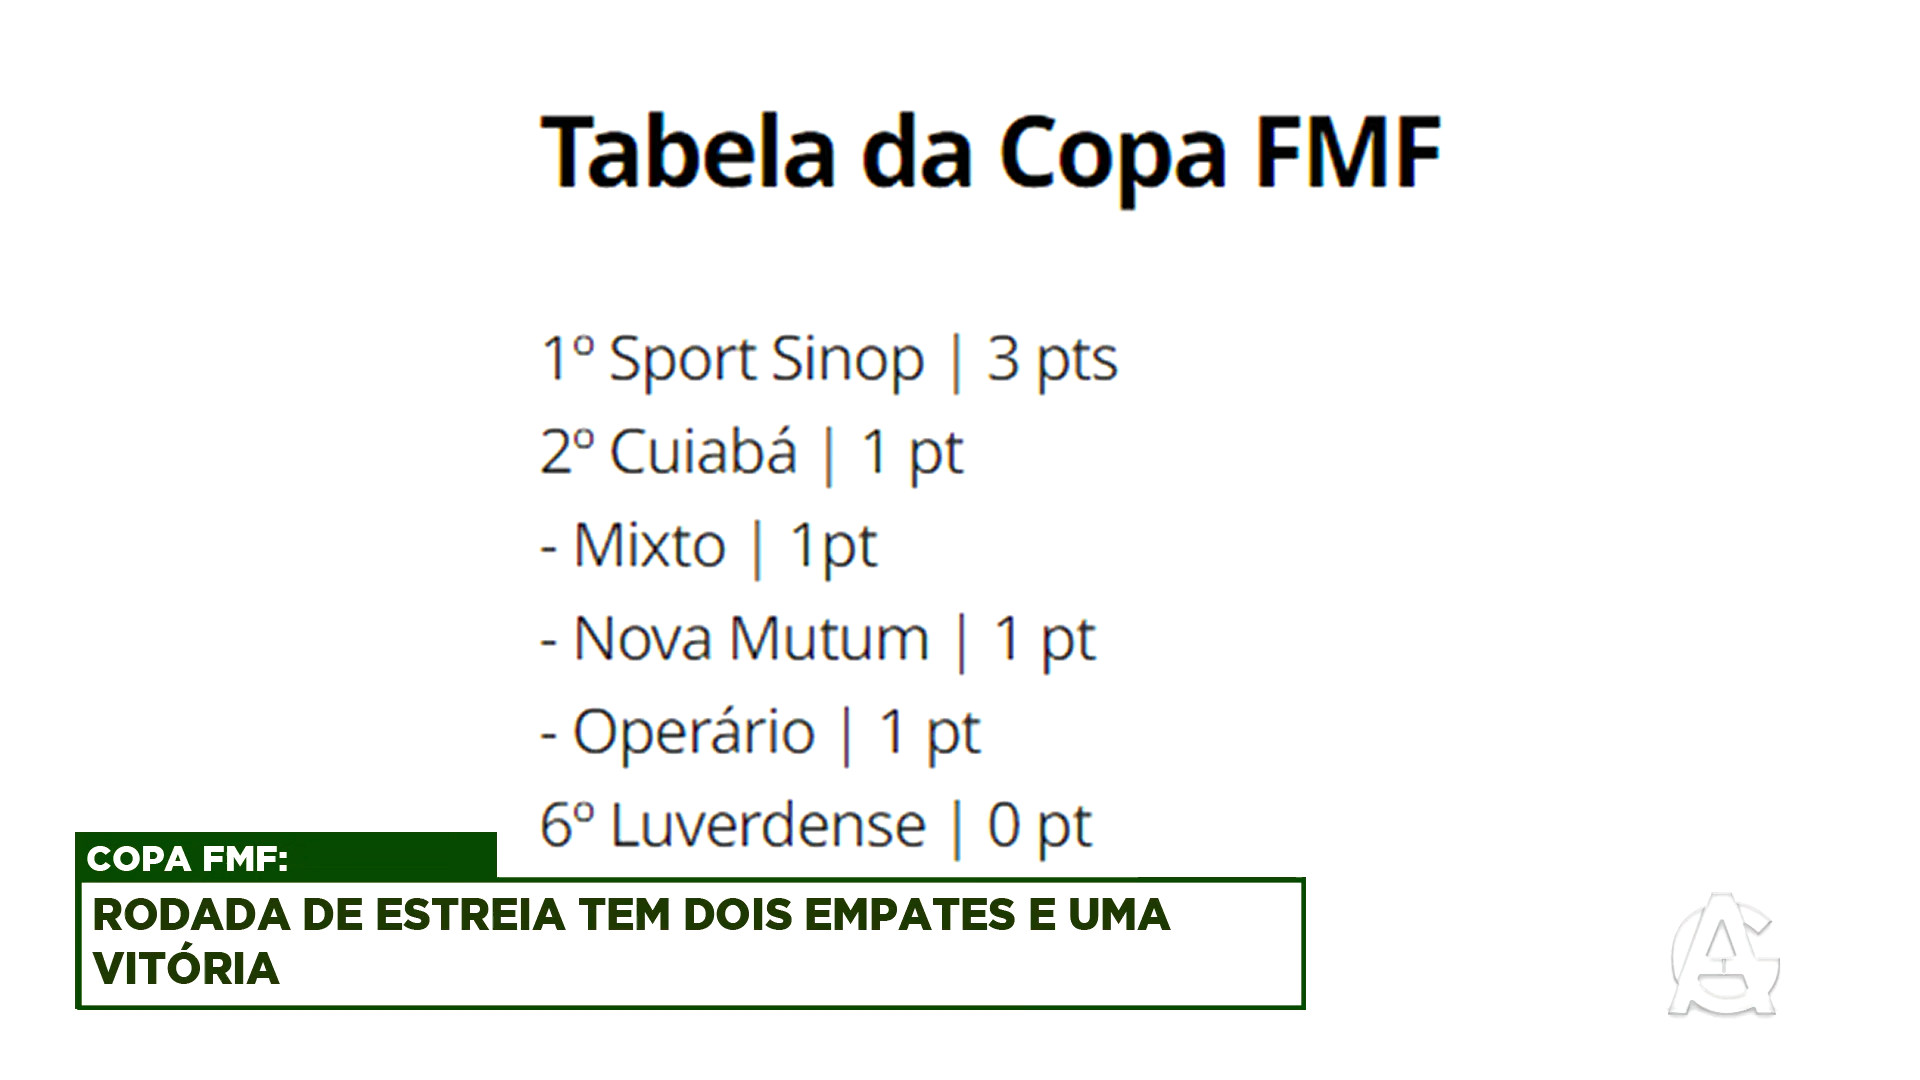 Tabela da Copa FMF
1º Sport Sinop | 3 pts
2º Cuiabá | 1 pt
- Mixto | 1pt
- Nova Mutum | 1 pt
- Operário | 1 pt
6º Luverdense | 0 pt
COPA FMF:
RODADA DE ESTREIA TEM DOIS EMPATES E UMA
VITÓRIA